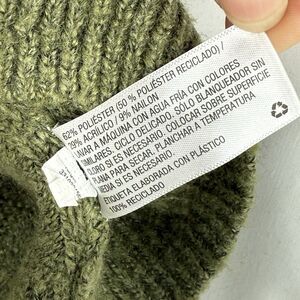 62% POLIÉSTER (50 % POLIÉSTER RECICLADO) /
29% ACRÍLICO / 9% NAILON.
LAVAR A MÁQUINA CON AGUA FRÍA CON COLORES
SIMILARES. CICLO DELICADO. SÓLO BLANQUEADOR SIN
CLORO SI ES NECESARIO. COLOCAR SOBRE SUPERFICIE
PLANA PARA SECAR. PLANCHAR A TEMPERATURA
MEDIA SI ES NECESARIO.
ETIQUETA ELABORADA CON PLÁSTICO
100% RECICLADO